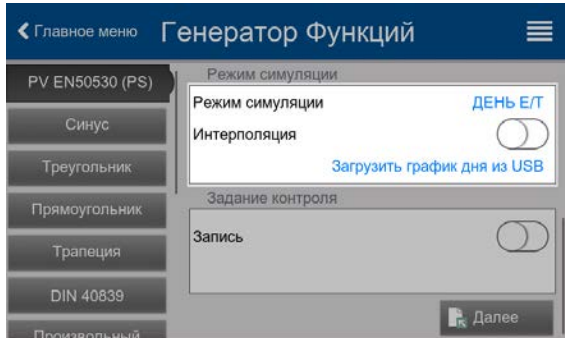 Главное меню
Генератор Функций
PV EN50530 (PS)
Синус
Треугольник
Прямоугольник
Трапеция
DIN 40839
Произвольный
Режим симуляции
Режим симуляции ДЕНЬ E/T
Интерполяция
Загрузить график дня из USB
Задание контроля
Запись
Далее